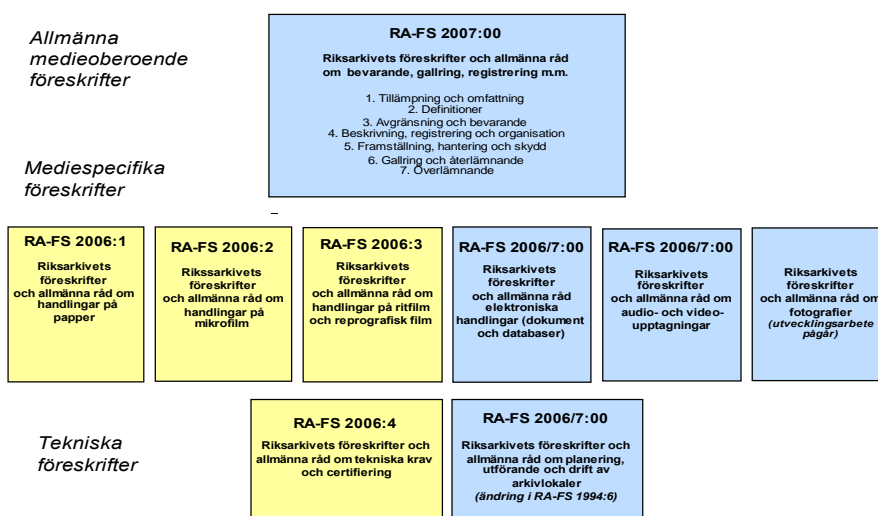 Allmänna
medieoberoende
föreskrifter
RA-FS 2007:00
Riksarkivets föreskrifter och allmänna råd
om bevarande, gallring, registrering m.m.
1. Tillämpning och omfattning
2. Definitioner
3. Avgränsning och bevarande
4. Beskrivning, registrering och organisation
5. Framställning, hantering och skydd
6. Gallring och återlämnande
7. Överlämnande
Mediespecifika
föreskrifter
RA-FS 2006:1
Riksarkivets
föreskrifter
och allmänna råd om
handlingar på
papper
RA-FS 2006:2
Rikssarkivets
föreskrifter
och allmänna råd om
handlingar på
mikrofilm
RA-FS 2006:3
Riksarkivets
föreskrifter
och allmänna råd om
handlingar på ritfilm
och reprografisk film
RA-FS 2006/7:00
Riksarkivets
föreskrifter
och allmänna råd
elektroniska
handlingar (dokument
och databaser)
RA-FS 2006/7:00
Riksarkivets
föreskrifter
och allmänna råd om
audio- och video-
upptagningar
Riksarkivets
föreskrifter
och allmänna råd om
fotografier
(utvecklingsarbete
pågår)
Tekniska
föreskrifter
RA-FS 2006:4
Riksarkivets föreskrifter och
allmänna råd om tekniska krav
och certifiering
RA-FS 2006/7:00
Riksarkivets föreskrifter och
allmänna råd om planering,
utförande och drift av
arkivlokaler
(ändring i RA-FS 1994:6)